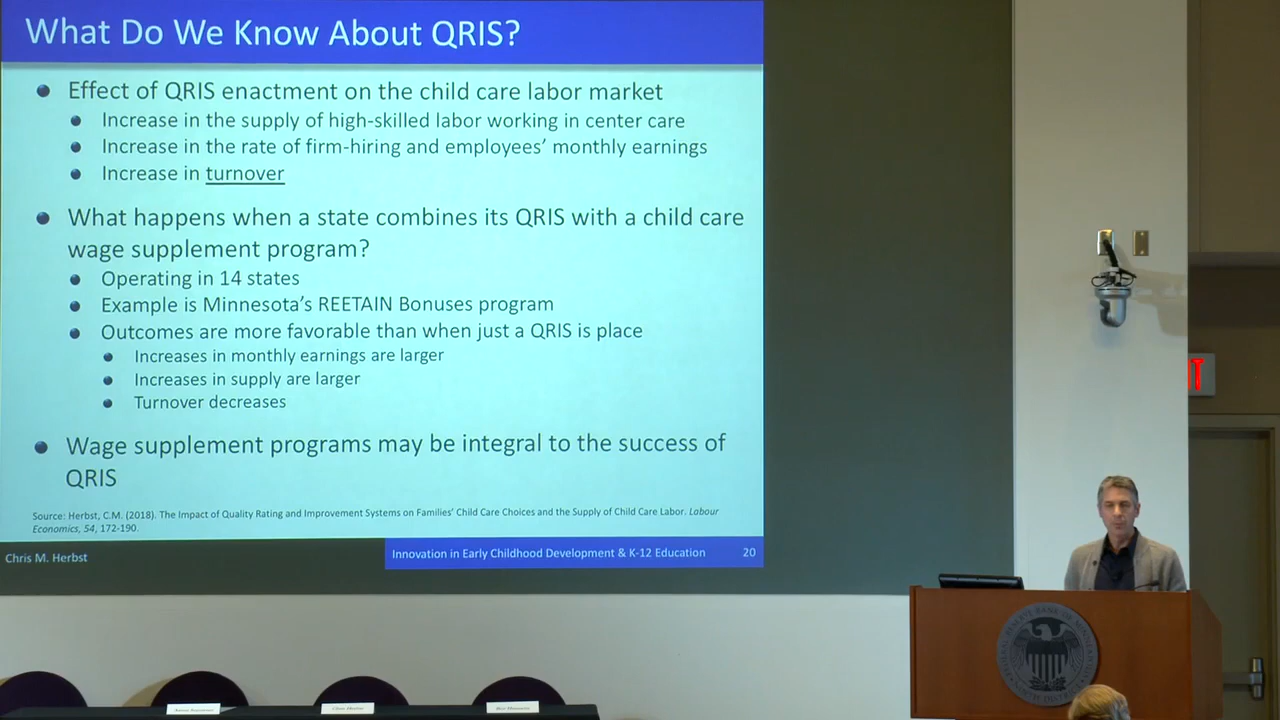 What Do We Know About QRIS?
Effect of QRIS enactment on the child care labor market
Increase in the supply of high-skilled labor working in center care
Increase in the rate of firm-hiring and employees' monthly earnings
Increase in turnover
What happens when a state combines its QRIS with a child care
wage supplement program?
Operating in 14 states
Example is Minnesota's REETAIN Bonuses program
Outcomes are more favorable than when just a QRIS is place
Increases in monthly earnings are larger
Increases in supply are larger
Turnover decreases
Wage supplement programs may be integral to the success of
QRIS
Source: Herbst, C.M. (2018). The Impact of Quality Rating and Improvement Systems on Families' Child Care Choices and the Supply of Child Care Labor. Labour
Economics, 54, 172-190.
Chris M. Herbst
Innovation in Early Childhood Development & K-12 Education 20
IT
FEDERAL RESERVE BANK OF MINNEAPOLIS